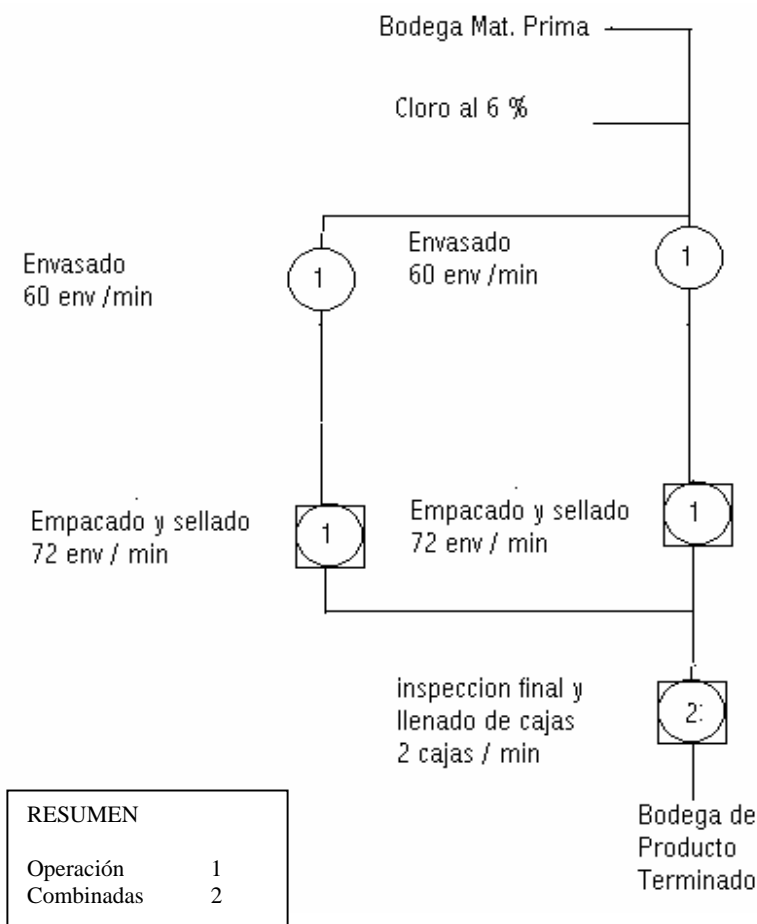 Bodega Mat. Prima
Cloro al 6 %
Envasado
60 env /min
1
Envasado
60 env /min
1
Empacado y sellado
72 env / min
1
Empacado y sellado
72 env / min
1
inspeccion final y
llenado de cajas
2 cajas / min
2:
Bodega de
Producto
Terminado
RESUMEN
Operación 1
Combinadas 2